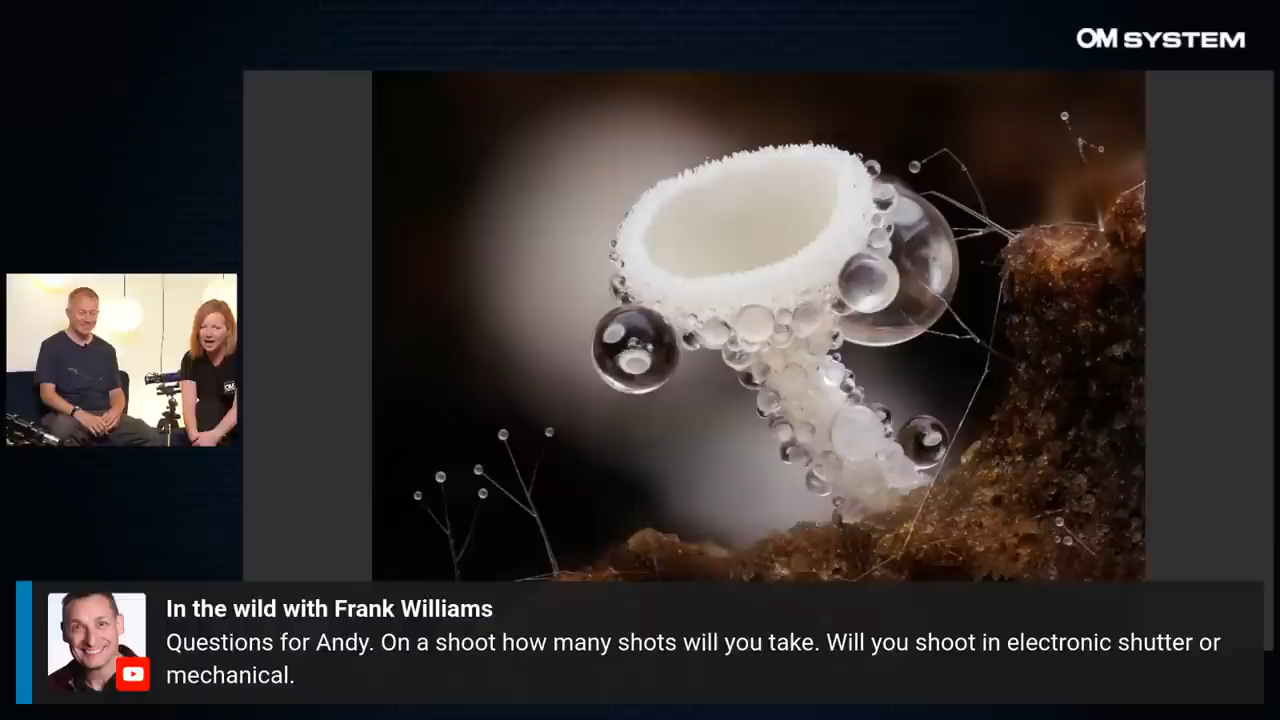 OM SYSTEM
In the wild with Frank Williams
Questions for Andy. On a shoot how many shots will you take. Will you shoot in electronic shutter or
mechanical.
OM